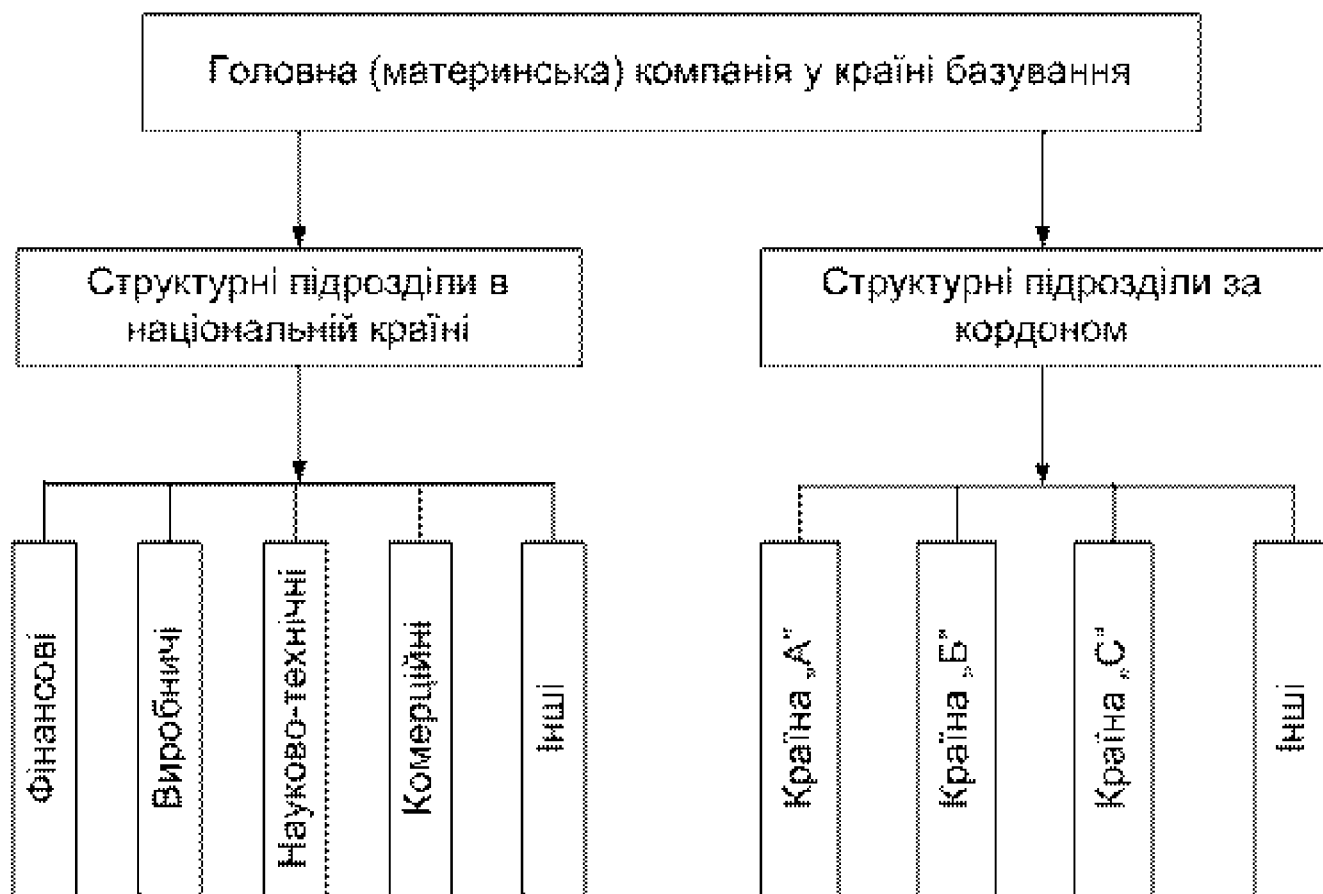 Головна (материнська) компанія у країні базування
Структурні підрозділи в
національній країні
Структурні підрозділи за
кордоном
Фінансові
Виробничі
Науково-технічні
Комерційні
Інші
Країна „А”
Країна „Б”
Країна „С”
Інші